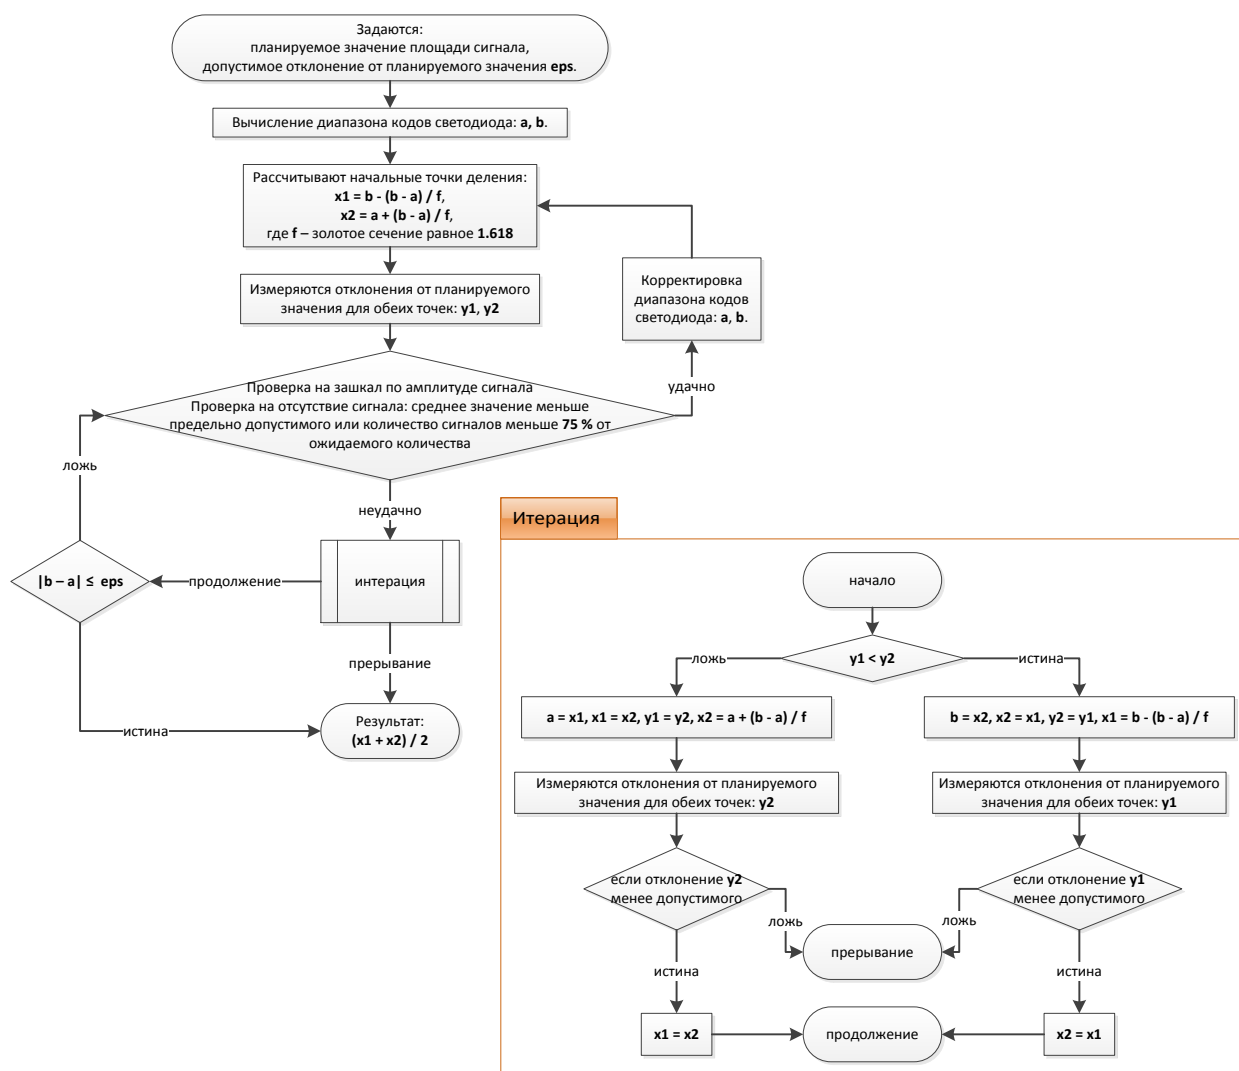 Задаются:
планируемое значение площади сигнала,
допустимое отклонение от планируемого значения eps.
Вычисление диапазона кодов светодиода: a, b.
Рассчитывают начальные точки деления:
x1 = b - (b - a) / f,
x2 = a + (b - a) / f,
где f – золотое сечение равное 1.618
Измеряются отклонения от планируемого
значения для обеих точек: y1, y2
Корректировка
диапазона кодов
светодиода: a, b.
удачно
Проверка на зашкал по амплитуде сигнала
Проверка на отсутствие сигнала: среднее значение меньше
предельно допустимого или количество сигналов меньше 75 % от
ожидаемого количества
ложь
неудачно
|b – a| ≤ eps
продолжение
интерация
прерывание
истина
Результат:
(x1 + x2) / 2
Итерация
начало
y1 < y2
ложь
истина
a = x1, x1 = x2, y1 = y2, x2 = a + (b - a) / f
b = x2, x2 = x1, y2 = y1, x1 = b - (b - a) / f
Измеряются отклонения от планируемого
значения для обеих точек: y2
Измеряются отклонения от планируемого
значения для обеих точек: y1
если отклонение y2
менее допустимого
если отклонение y1
менее допустимого
ложь
ложь
прерывание
истина
истина
x1 = x2
продолжение
x2 = x1